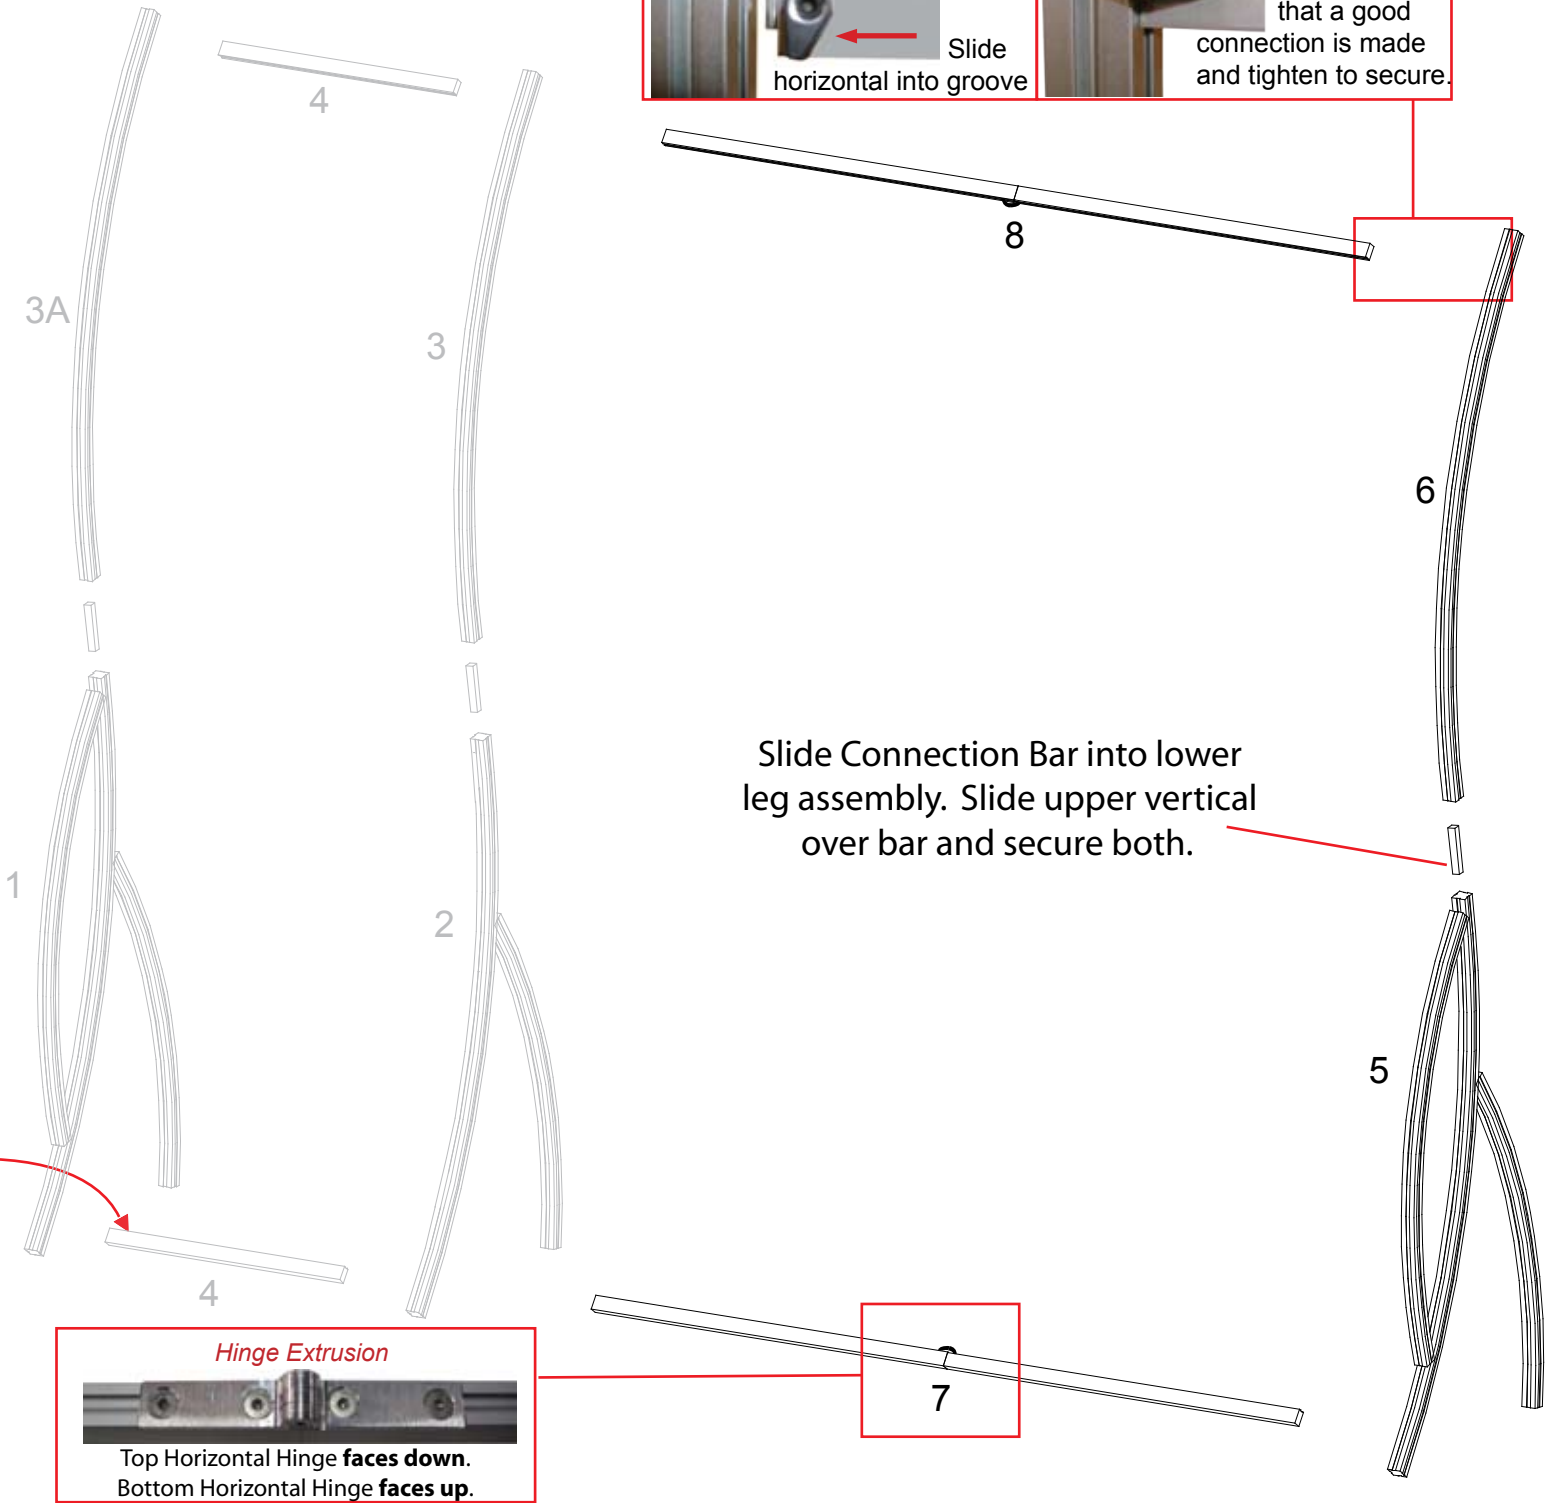 Slide
horizontal into groove
that a good
connection is made
and tighten to secure.
4
8
3A
3
6
Slide Connection Bar into lower
leg assembly. Slide upper vertical
over bar and secure both.
1
2
5
4
7
Hinge Extrusion
Top Horizontal Hinge faces down.
Bottom Horizontal Hinge faces up.